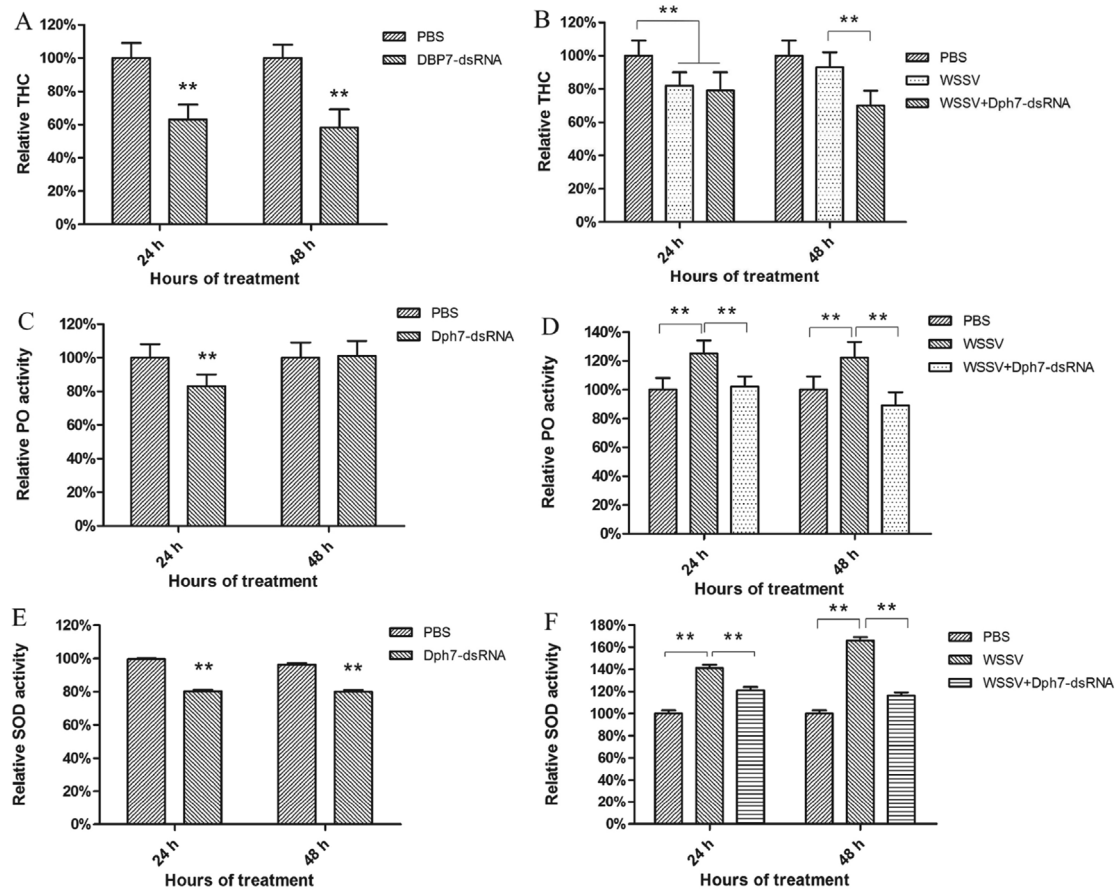 A
120%
100%
80%
60%
40%
20%
0%
Relative THC
**
**
24 h
48 h
Hours of treatment
PBS
DBP7-dsRNA
B
120%
100%
80%
60%
40%
20%
0%
Relative THC
**
**
24 h
48 h
Hours of treatment
PBS
WSSV
WSSV+Dph7-dsRNA
C
120%
100%
80%
60%
40%
20%
0%
Relative PO activity
**
24 h
48 h
Hours of treatment
PBS
Dph7-dsRNA
D
140%
120%
100%
80%
60%
40%
20%
0%
Relative PO activity
**
**
**
**
24 h
48 h
Hours of treatment
PBS
WSSV
WSSV+Dph7-dsRNA
E
120%
100%
80%
60%
40%
20%
0%
Relative SOD activity
**
**
24 h
48 h
Hours of treatment
PBS
Dph7-dsRNA
F
180%
160%
140%
120%
100%
80%
60%
40%
20%
0%
Relative SOD activity
**
**
**
**
24 h
48 h
Hours of treatment
PBS
WSSV
WSSV+Dph7-dsRNA